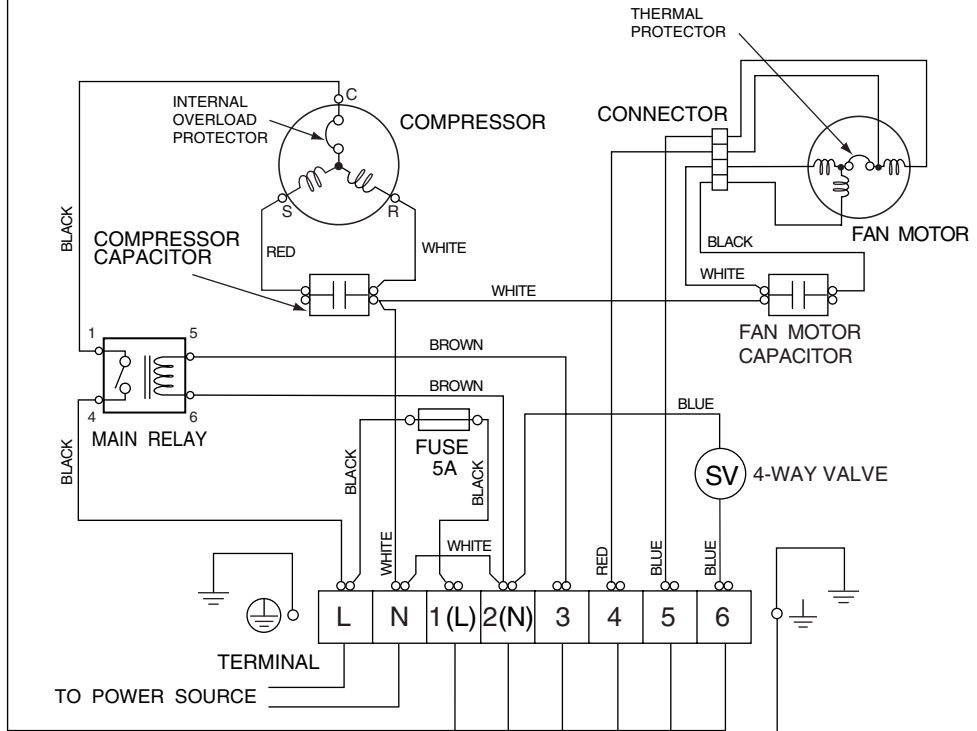 THERMAL
PROTECTOR
C
INTERNAL
OVERLOAD
PROTECTOR
COMPRESSOR
CONNECTOR
S
R
BLACK
RED
WHITE
COMPRESSOR
CAPACITOR
FAN MOTOR
BLACK
WHITE
WHITE
FAN MOTOR
CAPACITOR
1
5
BROWN
BROWN
4
6
MAIN RELAY
BLUE
FUSE
5A
BLACK
BLACK
BLACK
SV
4-WAY VALVE
WHITE
WHITE
RED
BLUE
BLUE
L
N
1(L)
2(N)
3
4
5
6
TERMINAL
TO POWER SOURCE